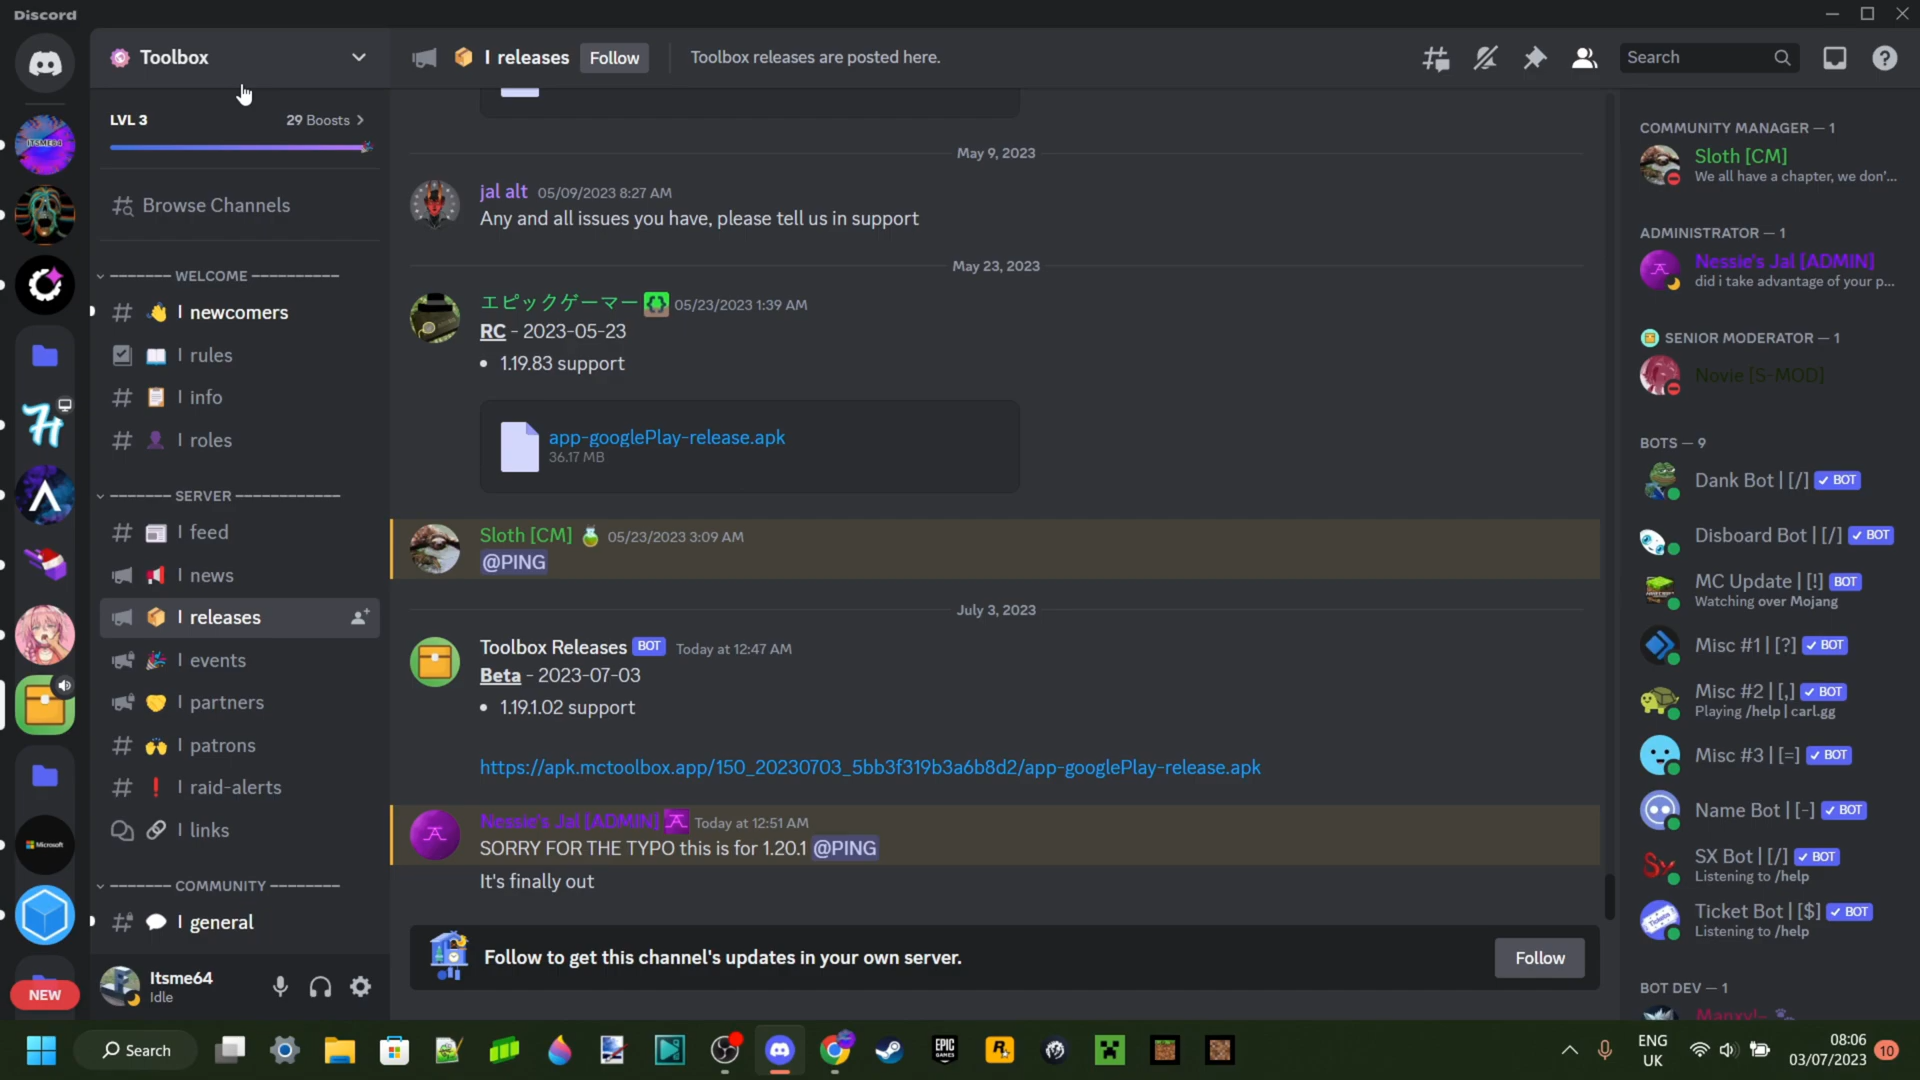 Discord
Toolbox
LVL 3
29 Boosts
Browse Channels
WELCOME
newcomers
rules
info
roles
SERVER
feed
news
releases
events
partners
patrons
raid-alerts
links
COMMUNITY
general
Itsme64
Idle
ITSME64
Microsoft
NEW
releases
Follow
Toolbox releases are posted here.
Search
May 9, 2023
jal alt 05/09/2023 8:27 AM
Any and all issues you have, please tell us in support
May 23, 2023
エピックゲーマー 05/23/2023 1:39 AM
RC - 2023-05-23
• 1.19.83 support
app-googlePlay-release.apk
36.17 MB
Sloth [CM] 05/23/2023 3:09 AM
@PING
July 3, 2023
Toolbox Releases BOT Today at 12:47 AM
Beta - 2023-07-03
• 1.19.1.02 support
https://apk.mctoolbox.app/150_20230703_5bb3f319b3a6b8d2/app-googlePlay-release.apk
Nessie's Jal [ADMIN] Today at 12:51 AM
SORRY FOR THE TYPO this is for 1.20.1 @PING
It's finally out
Follow to get this channel's updates in your own server.
Follow
COMMUNITY MANAGER — 1
Sloth [CM]
We all have a chapter, we don'...
ADMINISTRATOR — 1
Nessie's Jal [ADMIN]
did i take advantage of your p...
SENIOR MODERATOR — 1
Novie [S-MOD]
BOTS — 9
Dank Bot | [/] BOT
Disboard Bot | [/] BOT
MC Update | [!] BOT
Watching over Mojang
Misc #1 | [?] BOT
Misc #2 | [,] BOT
Playing /help | carl.gg
Misc #3 | [=] BOT
Name Bot | [-] BOT
SX Bot | [/] BOT
Listening to /help
Ticket Bot | [$] BOT
Listening to /help
BOT DEV — 1
Search
EPIC GAMES
ENG
UK
08:06
03/07/2023
10